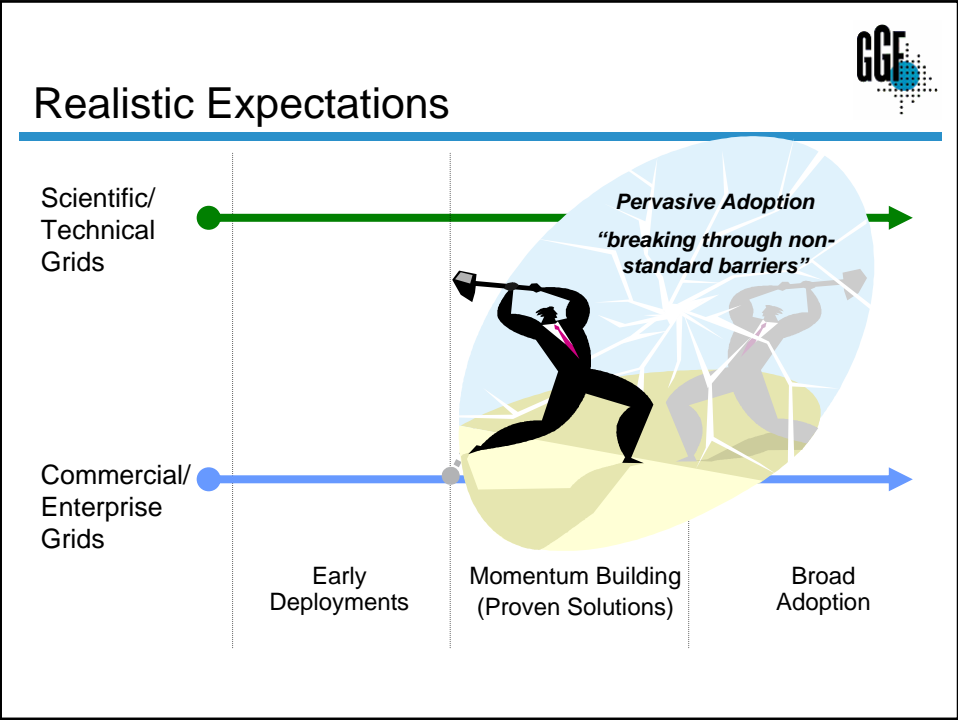 GGF
Realistic Expectations
Scientific/
Technical
Grids
Pervasive Adoption
“breaking through non-
standard barriers”
Commercial/
Enterprise
Grids
Early
Deployments
Momentum Building
(Proven Solutions)
Broad
Adoption